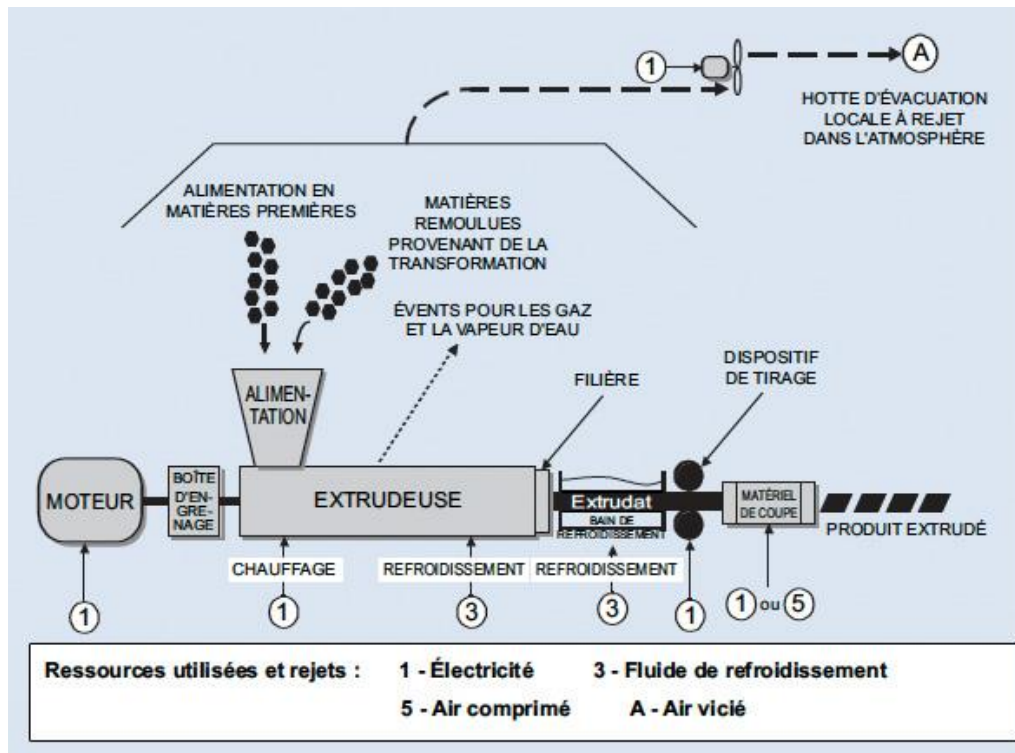 1
A
HOTTE D'ÉVACUATION
LOCALE À REJET
DANS L'ATMOSPHÈRE
ALIMENTATION EN
MATIÈRES PREMIÈRES
MATIÈRES
REMOULUES
PROVENANT DE LA
TRANSFORMATION
ÉVENTS POUR LES GAZ
ET LA VAPEUR D'EAU
FILIÈRE
DISPOSITIF
DE TIRAGE
ALIMEN-
TATION
MOTEUR
BOÎTE
D'EN-
GRE-
NAGE
EXTRUDEUSE
Extrudat
BAIN DE
REFROIDISSEMENT
MATÉRIEL
DE COUPE
PRODUIT EXTRUDÉ
CHAUFFAGE
REFROIDISSEMENT
REFROIDISSEMENT
1
1
3
3
1
1 ou 5
Ressources utilisées et rejets : 1 - Électricité 3 - Fluide de refroidissement
5 - Air comprimé A - Air vicié